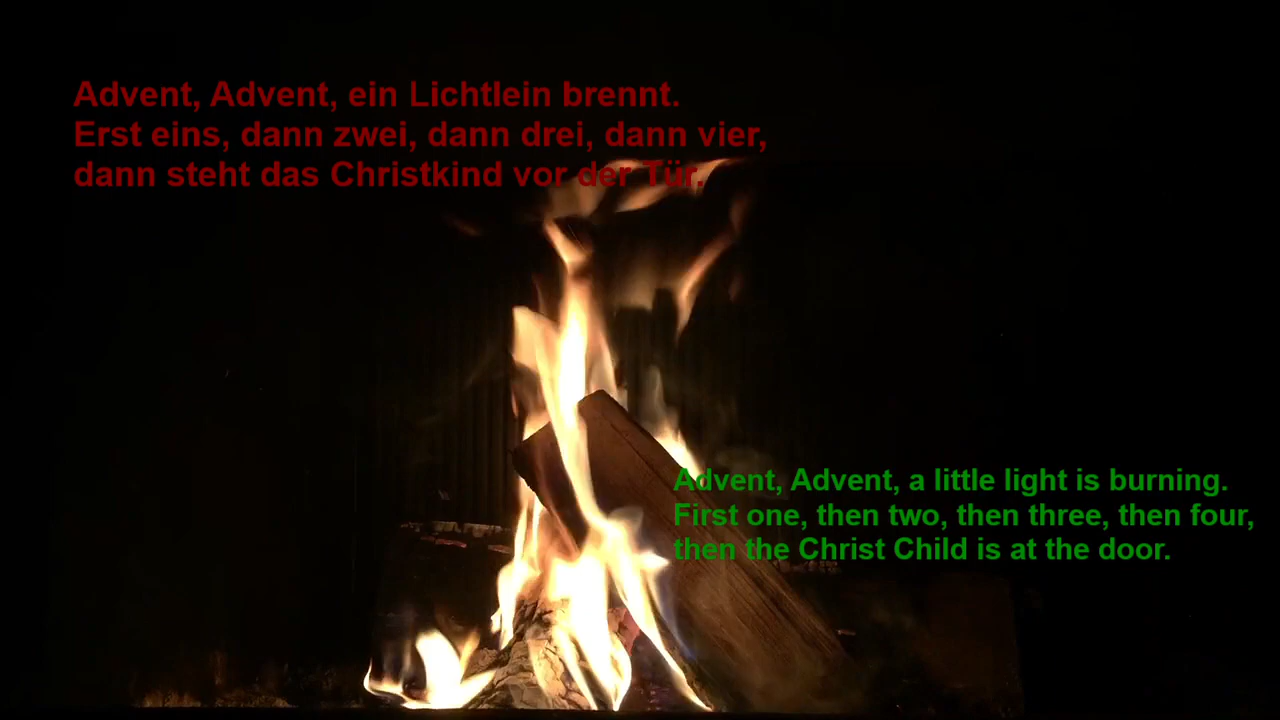 Advent, Advent, ein Lichtlein brennt.
Erst eins, dann zwei, dann drei, dann vier,
dann steht das Christkind vor der Tür.
Advent, Advent, a little light is burning.
First one, then two, then three, then four,
then the Christ Child is at the door.